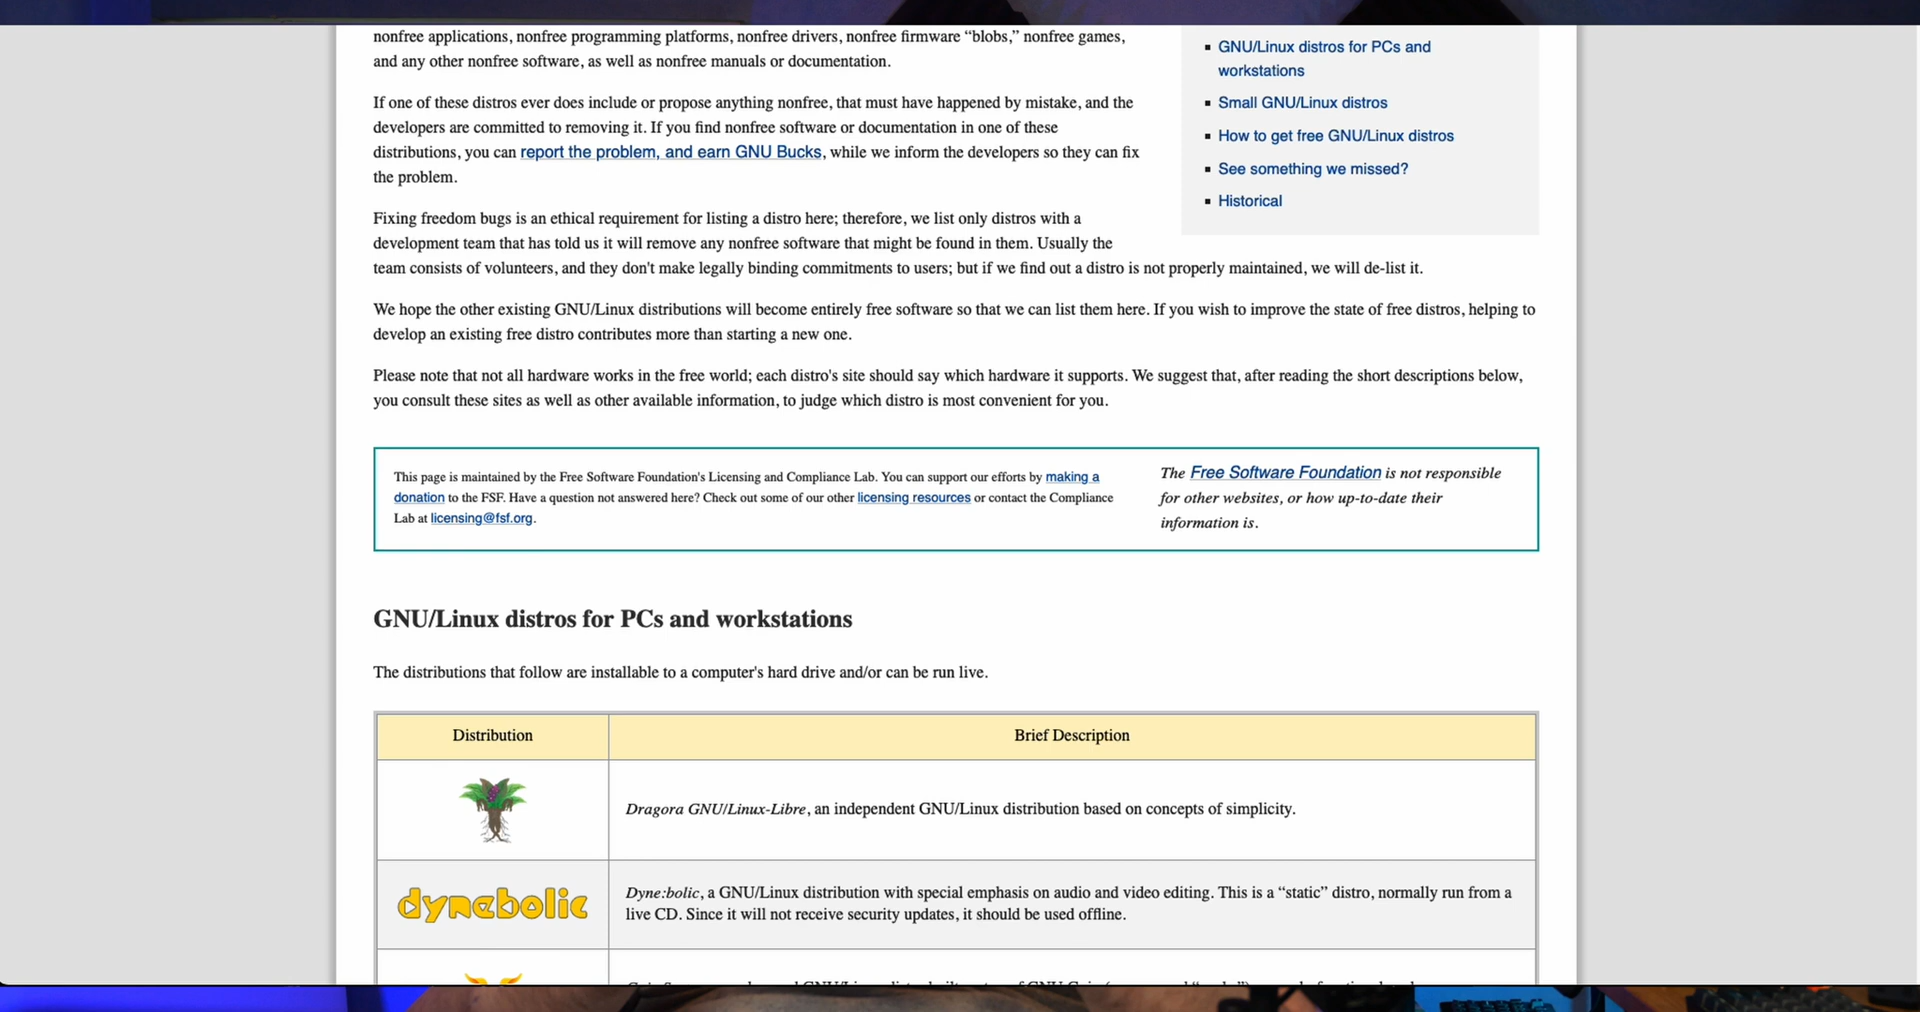 nonfree applications, nonfree programming platforms, nonfree drivers, nonfree firmware “blobs,” nonfree games,
and any other nonfree software, as well as nonfree manuals or documentation.
If one of these distros ever does include or propose anything nonfree, that must have happened by mistake, and the
developers are committed to removing it. If you find nonfree software or documentation in one of these
distributions, you can report the problem, and earn GNU Bucks, while we inform the developers so they can fix
the problem.
Fixing freedom bugs is an ethical requirement for listing a distro here; therefore, we list only distros with a
development team that has told us it will remove any nonfree software that might be found in them. Usually the
team consists of volunteers, and they don't make legally binding commitments to users; but if we find out a distro is not properly maintained, we will de-list it.
We hope the other existing GNU/Linux distributions will become entirely free software so that we can list them here. If you wish to improve the state of free distros, helping to
develop an existing free distro contributes more than starting a new one.
Please note that not all hardware works in the free world; each distro's site should say which hardware it supports. We suggest that, after reading the short descriptions below,
you consult these sites as well as other available information, to judge which distro is most convenient for you.
GNU/Linux distros for PCs and
workstations
Small GNU/Linux distros
How to get free GNU/Linux distros
See something we missed?
Historical
This page is maintained by the Free Software Foundation's Licensing and Compliance Lab. You can support our efforts by making a
donation to the FSF. Have a question not answered here? Check out some of our other licensing resources or contact the Compliance
Lab at licensing@fsf.org.
The Free Software Foundation is not responsible
for other websites, or how up-to-date their
information is.
GNU/Linux distros for PCs and workstations
The distributions that follow are installable to a computer's hard drive and/or can be run live.
Distribution
Brief Description
Dragora GNU/Linux-Libre, an independent GNU/Linux distribution based on concepts of simplicity.
dynebolic
Dyne:bolic, a GNU/Linux distribution with special emphasis on audio and video editing. This is a “static” distro, normally run from a
live CD. Since it will not receive security updates, it should be used offline.